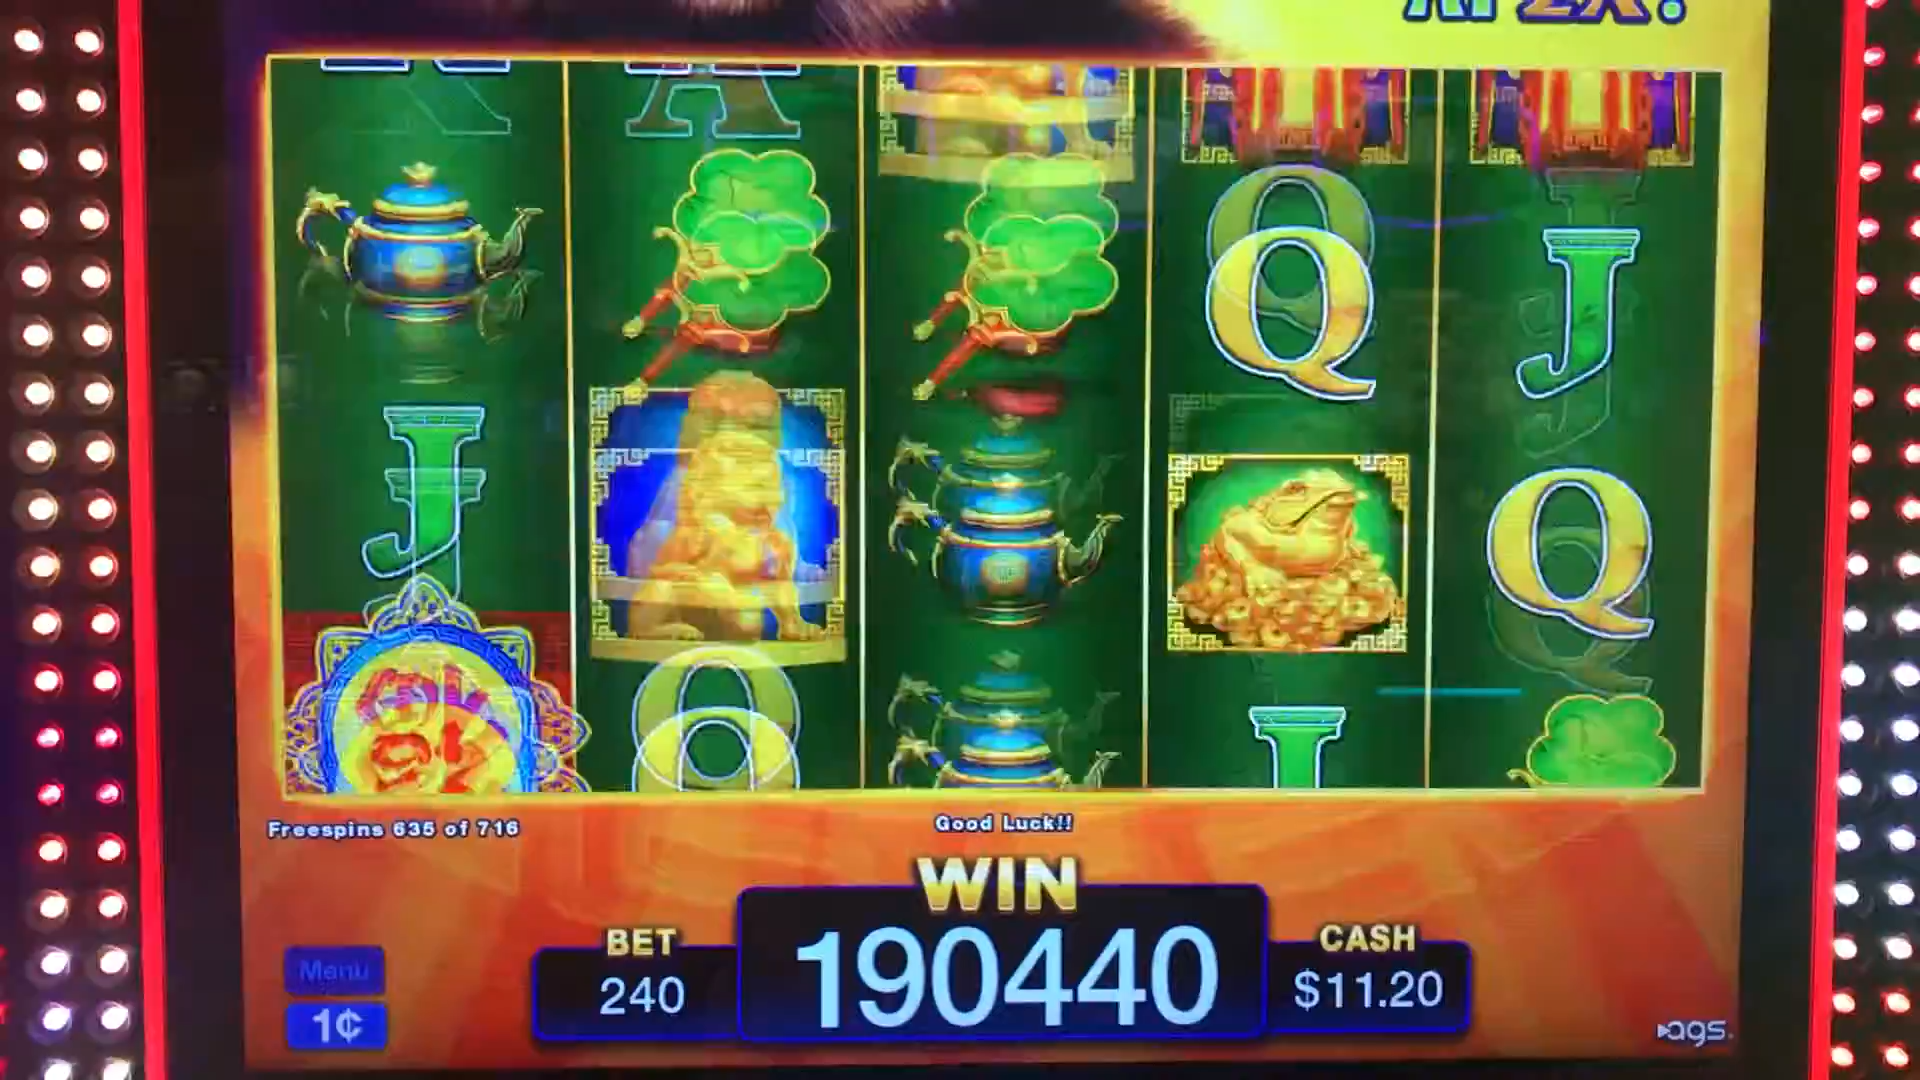 A
Q J
J Q
Q J
Freespins 635 of 716
Good Luck!!
WIN
190440
BET
240
CASH
$11.20
Menu
1¢
ags